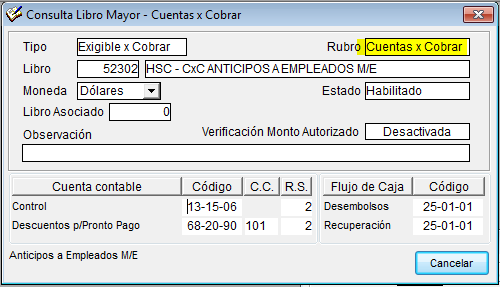 Consulta Libro Mayor - Cuentas x Cobrar
Tipo Exigible x Cobrar Rubro Cuentas x Cobrar
Libro 52302 HSC - CxC ANTICIPOS A EMPLEADOS M/E
Moneda Dólares Estado Habilitado
Libro Asociado 0
Observación Verificación Monto Autorizado Desactivada
Cuenta contable Código C.C. R.S. Flujo de Caja Código
Control 13-15-06 2 Desembolsos 25-01-01
Descuentos p/Pronto Pago 68-20-90 101 2 Recuperación 25-01-01
Anticipos a Empleados M/E Cancelar